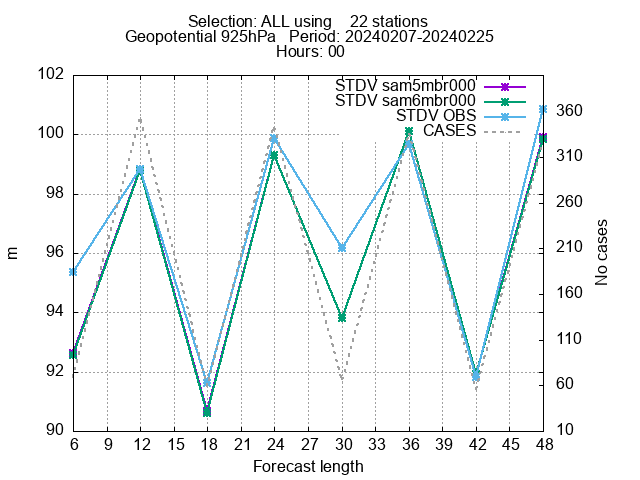 Selection: ALL using 22 stations
Geopotential 925hPa Period: 20240207-20240225
Hours: 00
STDV sam5mbr000
STDV sam6mbr000
STDV OBS
CASES
102
100
98
96
94
92
90
m
360
310
260
210
160
110
60
10
No cases
6 9 12 15 18 21 24 27 30 33 36 39 42 45 48
Forecast length